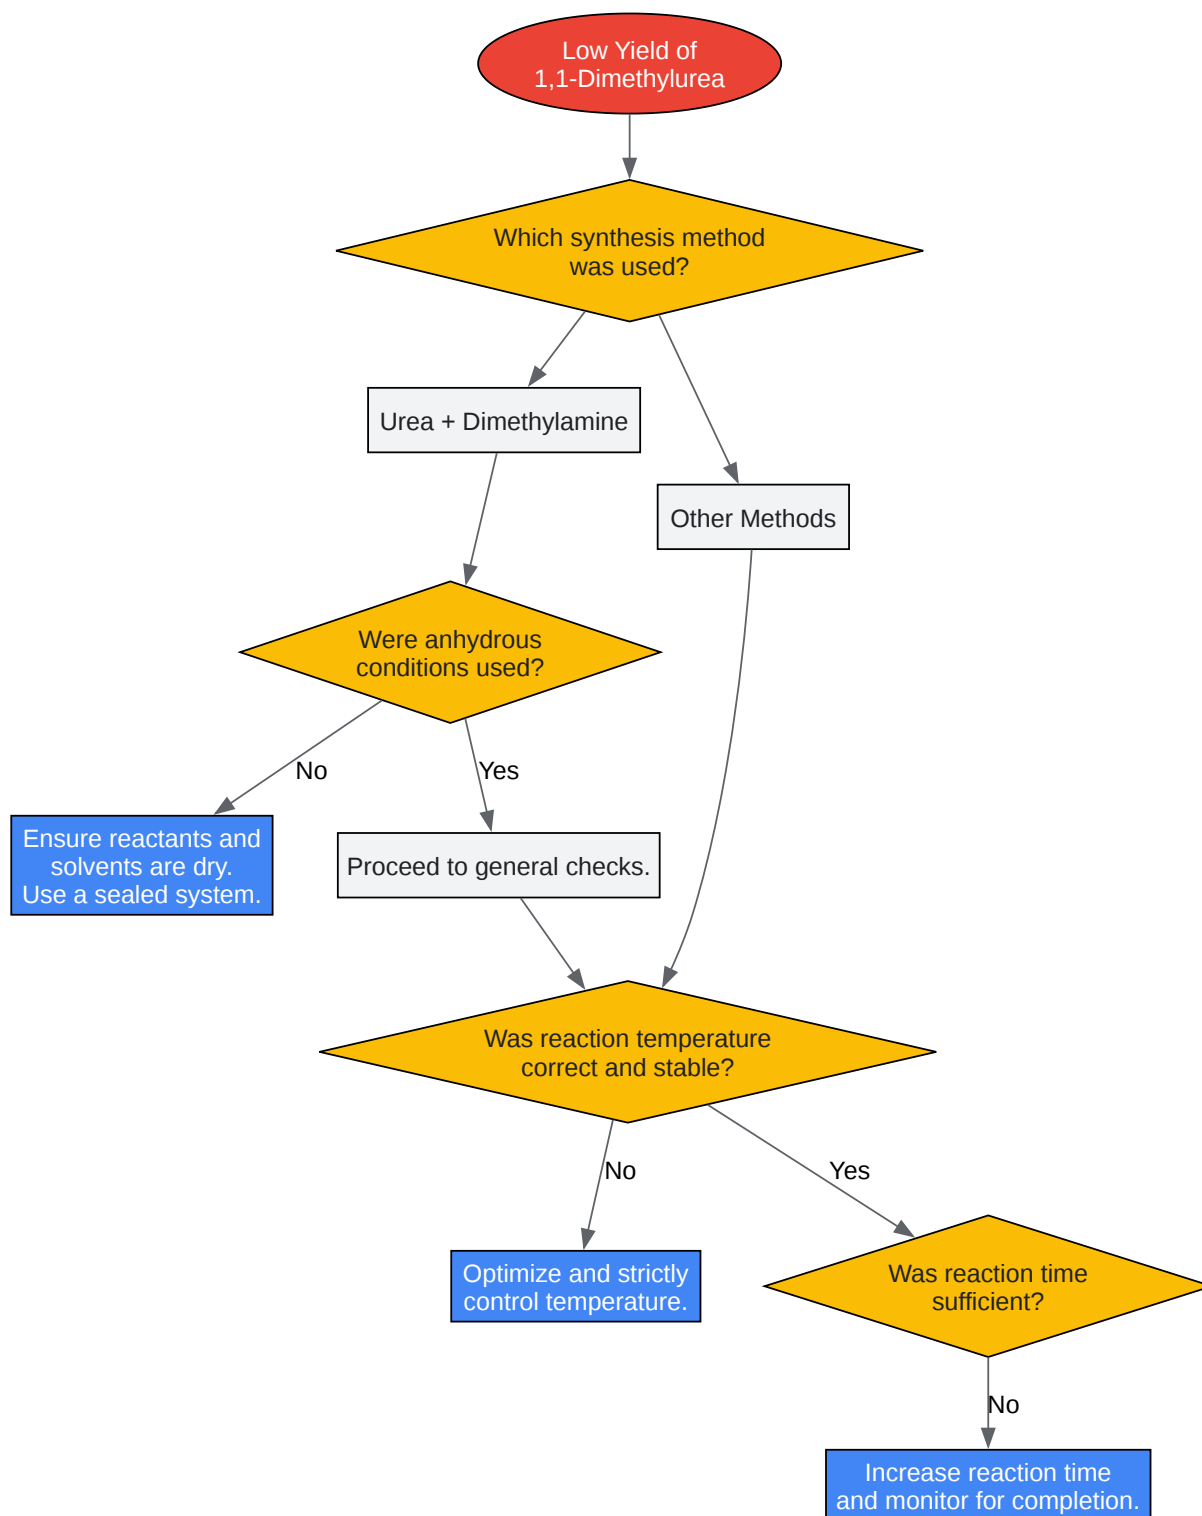 Low Yield of
1,1-Dimethylurea
Which synthesis method
was used?
Urea + Dimethylamine
Other Methods
Were anhydrous
conditions used?
No
Yes
Ensure reactants and
solvents are dry.
Use a sealed system.
Proceed to general checks.
Was reaction temperature
correct and stable?
No
Yes
Optimize and strictly
control temperature.
Was reaction time
sufficient?
No
Increase reaction time
and monitor for completion.